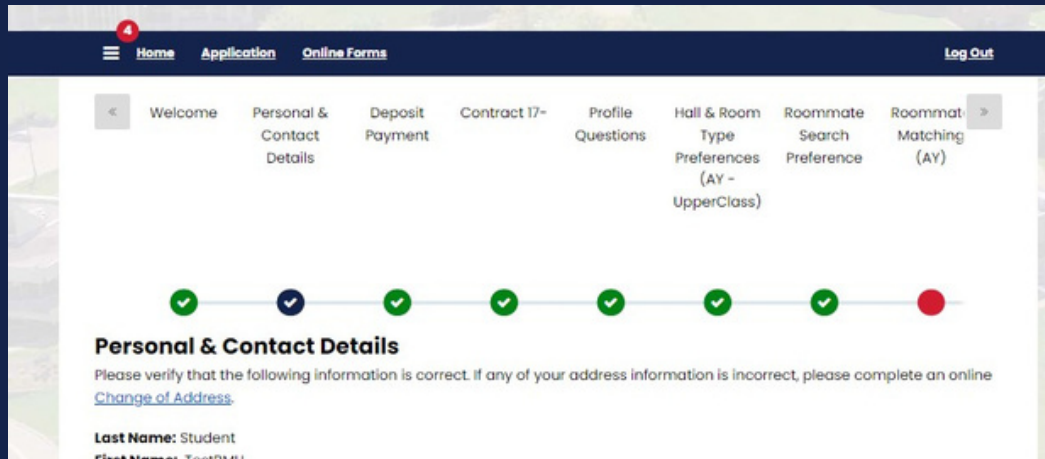 4
Home Application Online Forms Log Out
« Welcome Personal & Contact Details Deposit Payment Contract 17- Profile Questions Hall & Room Type Preferences (AY - UpperClass) Roommate Search Preference Roommat Matching (AY) »
Personal & Contact Details
Please verify that the following information is correct. If any of your address information is incorrect, please complete an online
Change of Address.
Last Name: Student
First Name: TestRMU